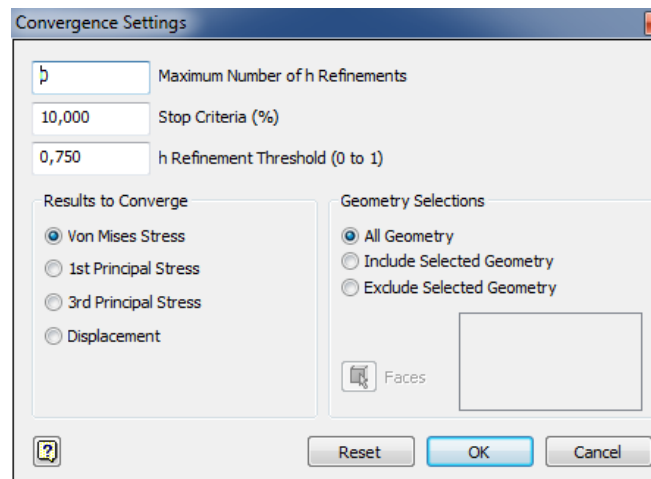 Convergence Settings
0 Maximum Number of h Refinements
10,000 Stop Criteria (%)
0,750 h Refinement Threshold (0 to 1)
Results to Converge
Von Mises Stress
1st Principal Stress
3rd Principal Stress
Displacement
Geometry Selections
All Geometry
Include Selected Geometry
Exclude Selected Geometry
Faces
? Reset OK Cancel